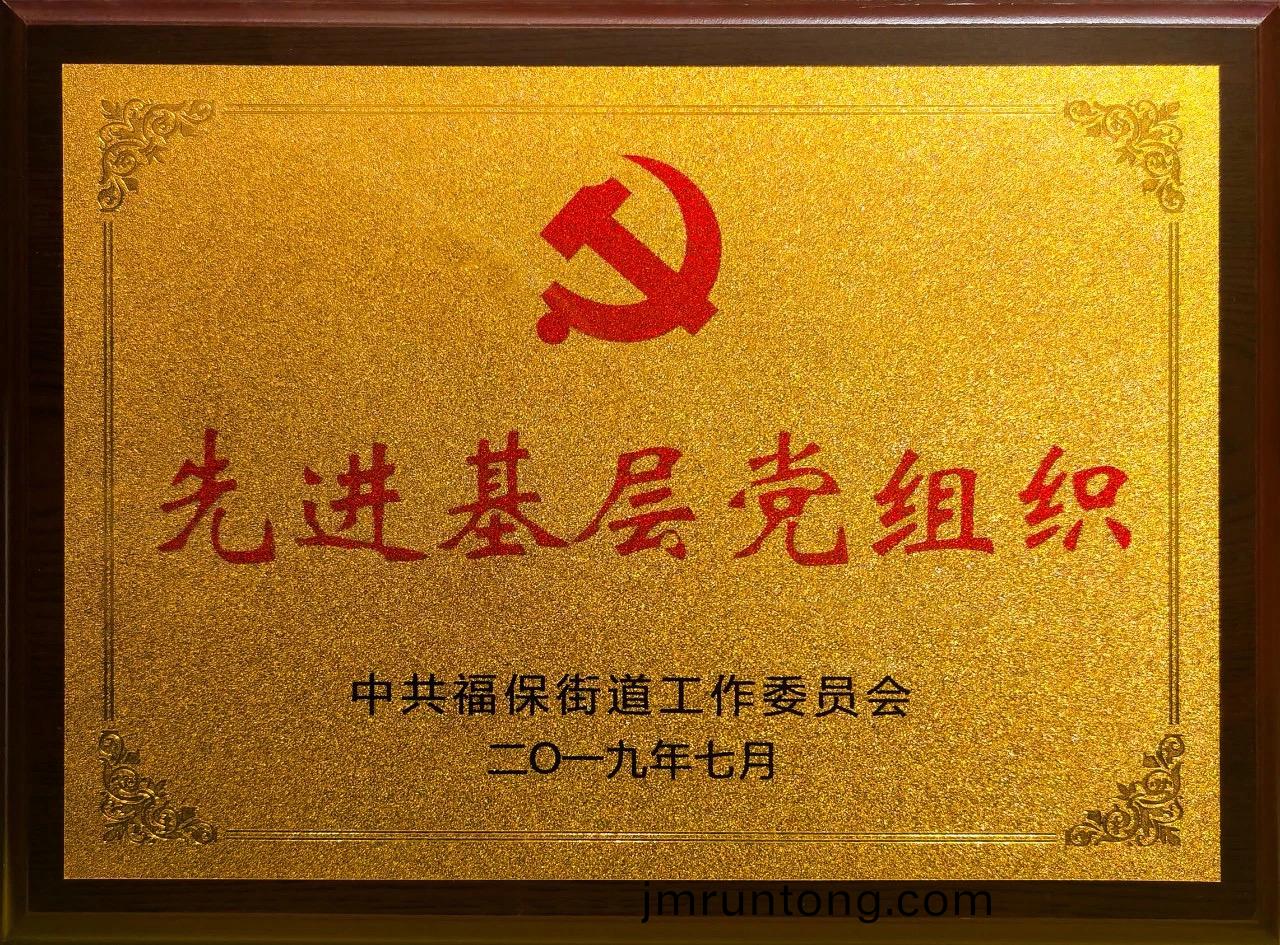 先进基层党组织
中共福保街道工作委员会
二〇一九年七月
jmruntong.com